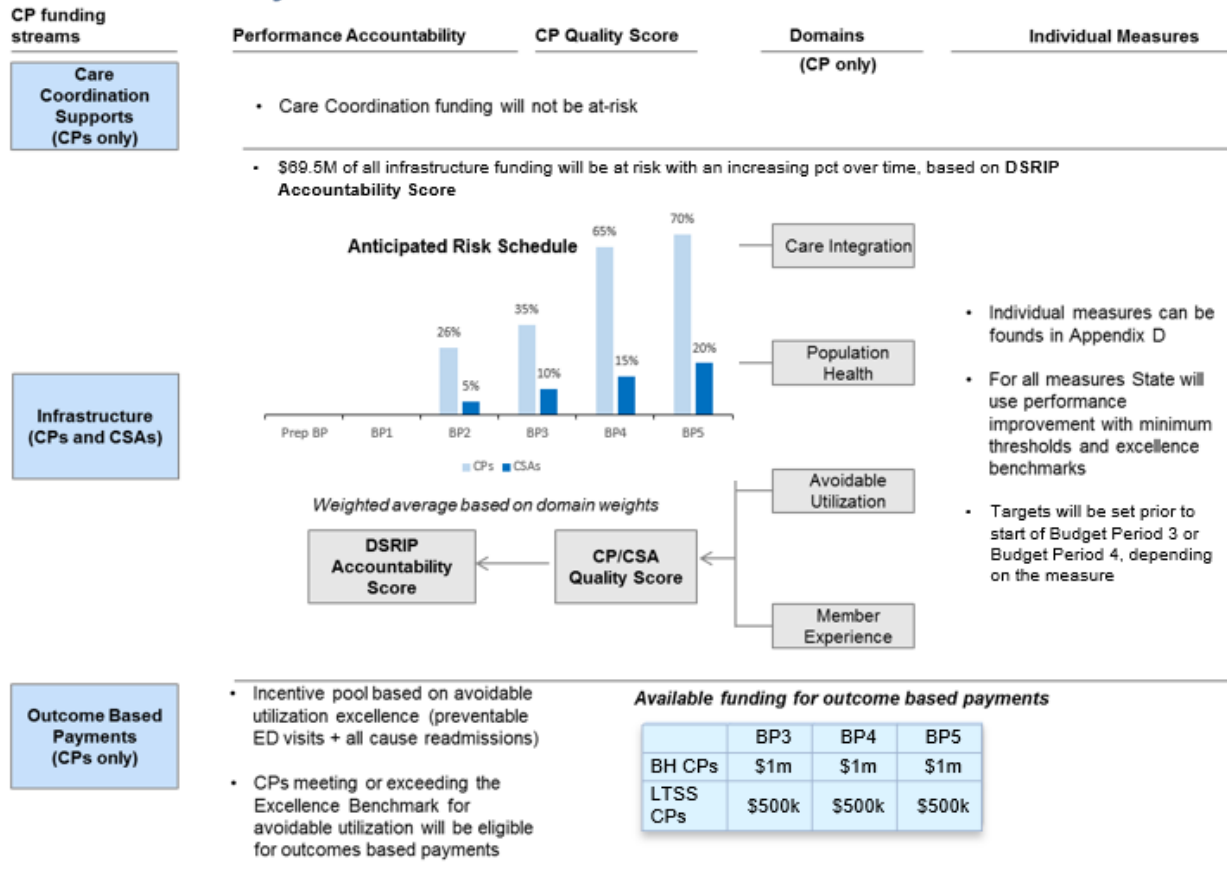 CP funding
streams
Performance Accountability
CP Quality Score
Domains
(CP only)
Individual Measures
Care
Coordination
Supports
(CPs only)
• Care Coordination funding will not be at-risk
• $69.5M of all infrastructure funding will be at risk with an increasing pct over time, based on DSRIP
Accountability Score
Infrastructure
(CPs and CSAs)
Anticipated Risk Schedule
26%
5%
35%
10%
65%
15%
70%
20%
Prep BP
BP1
BP2
BP3
BP4
BP5
CPs
CSAs
Weighted average based on domain weights
DSRIP
Accountability
Score
CP/CSA
Quality Score
Care Integration
Population
Health
Avoidable
Utilization
Member
Experience
• Individual measures can be
founds in Appendix D
• For all measures State will
use performance
improvement with minimum
thresholds and excellence
benchmarks
• Targets will be set prior to
start of Budget Period 3 or
Budget Period 4, depending
on the measure
Outcome Based
Payments
(CPs only)
• Incentive pool based on avoidable
utilization excellence (preventable
ED visits + all cause readmissions)
• CPs meeting or exceeding the
Excellence Benchmark for
avoidable utilization will be eligible
for outcomes based payments
Available funding for outcome based payments
BP3 BP4 BP5
BH CPs $1m $1m $1m
LTSS
CPs $500k $500k $500k